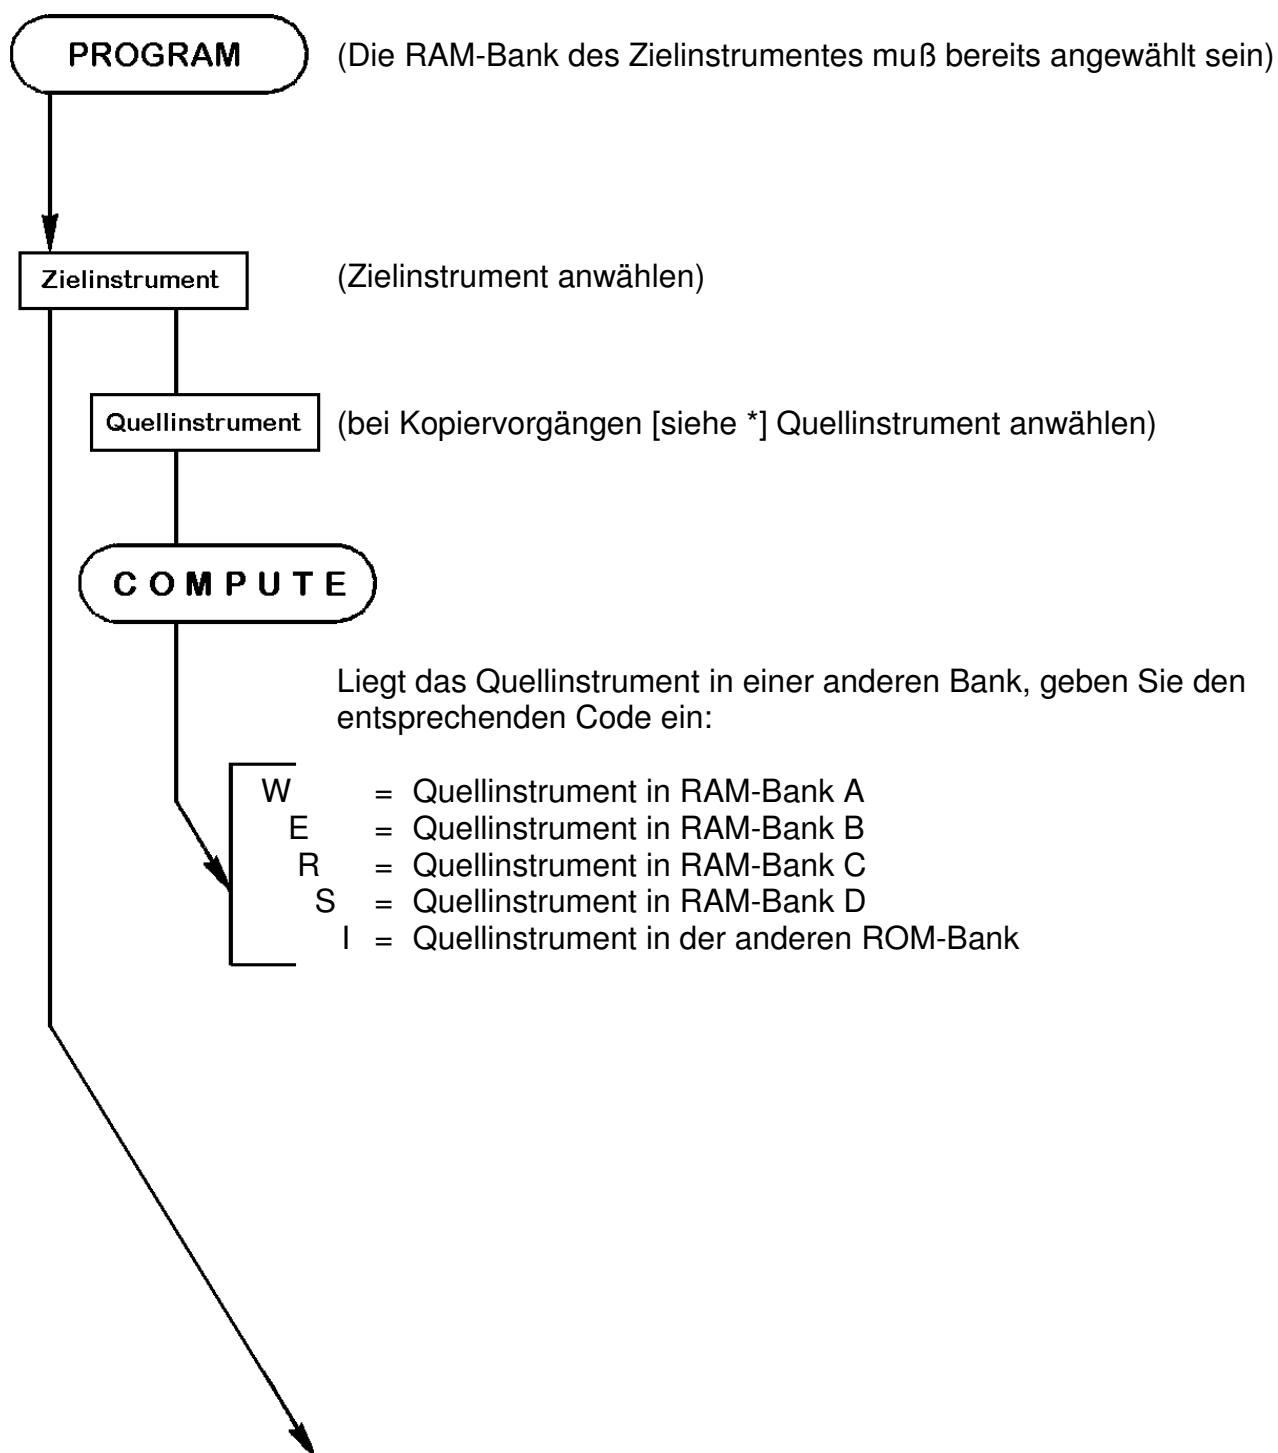 PROGRAM (Die RAM-Bank des Zielinstrumentes muß bereits angewählt sein)
Zielinstrument (Zielinstrument anwählen)
Quellinstrument (bei Kopiervorgängen [siehe *] Quellinstrument anwählen)
COMPUTE
Liegt das Quellinstrument in einer anderen Bank, geben Sie den
entsprechenden Code ein:
W = Quellinstrument in RAM-Bank A
E = Quellinstrument in RAM-Bank B
R = Quellinstrument in RAM-Bank C
S = Quellinstrument in RAM-Bank D
I = Quellinstrument in der anderen ROM-Bank